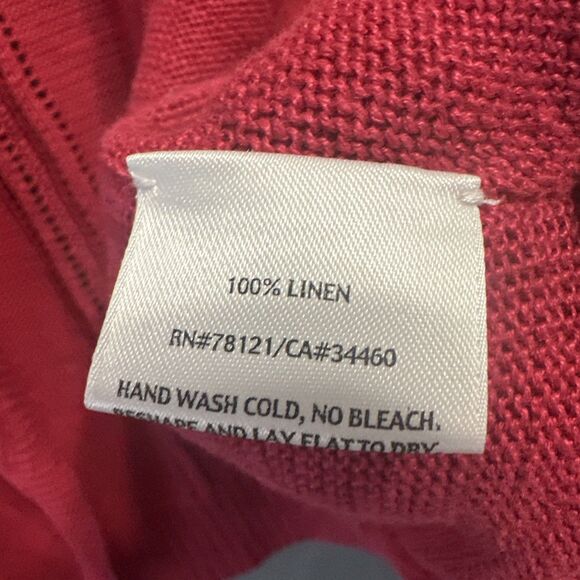 100% LINEN
RN#78121/CA#34460
HAND WASH COLD, NO BLEACH.
RESHAPE AND LAY FLAT TO DRY